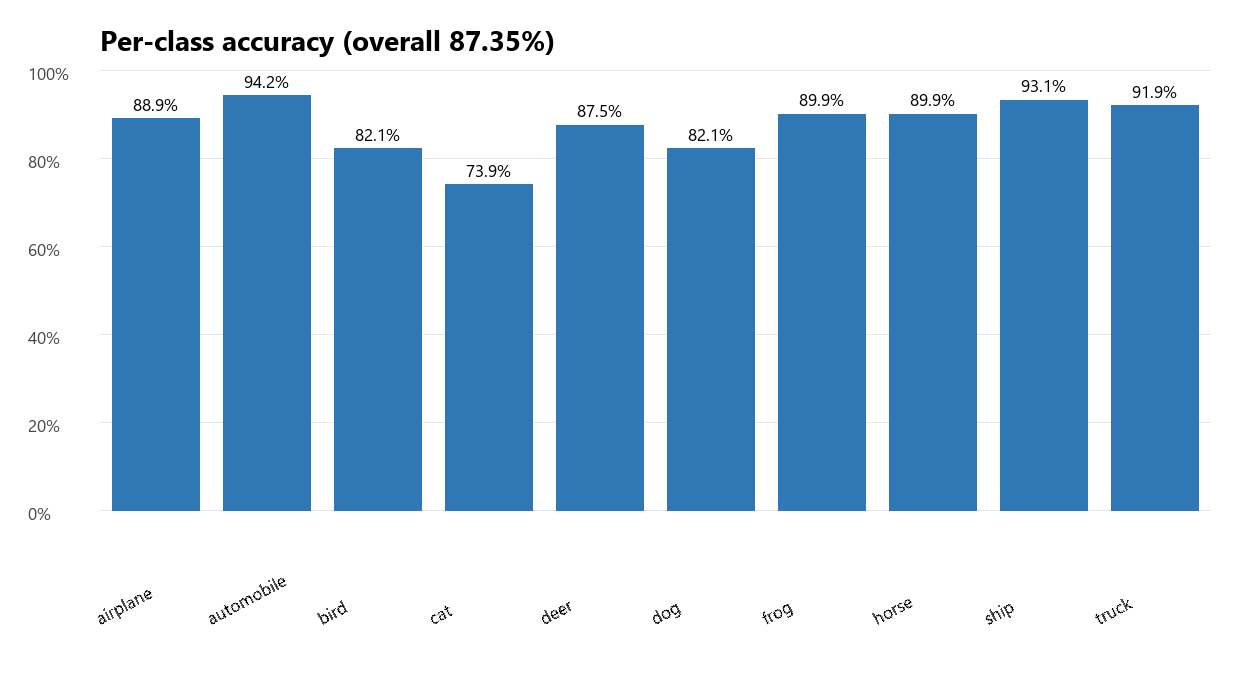 Per-class accuracy (overall 87.35%)
100%
80%
60%
40%
20%
0%
88.9%
94.2%
82.1%
73.9%
87.5%
82.1%
89.9%
89.9%
93.1%
91.9%
airplane
automobile
bird
cat
deer
dog
frog
horse
ship
truck